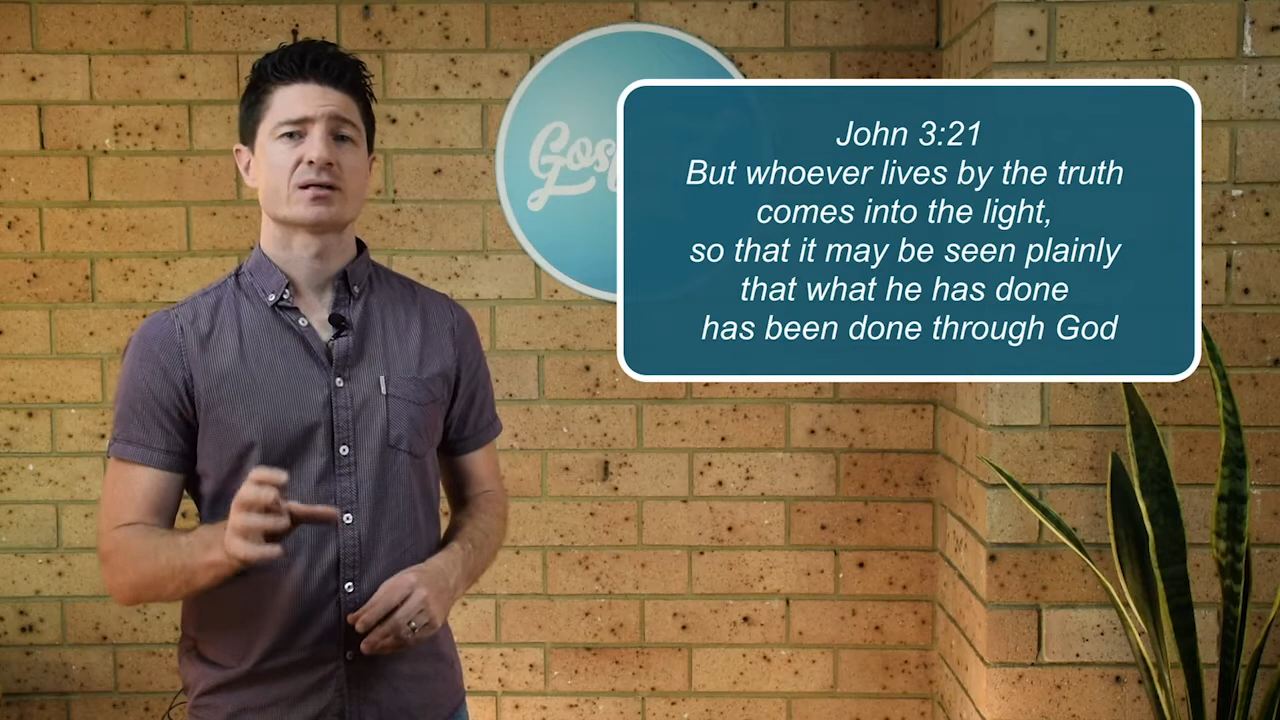 John 3:21
But whoever lives by the truth
comes into the light,
so that it may be seen plainly
that what he has done
has been done through God